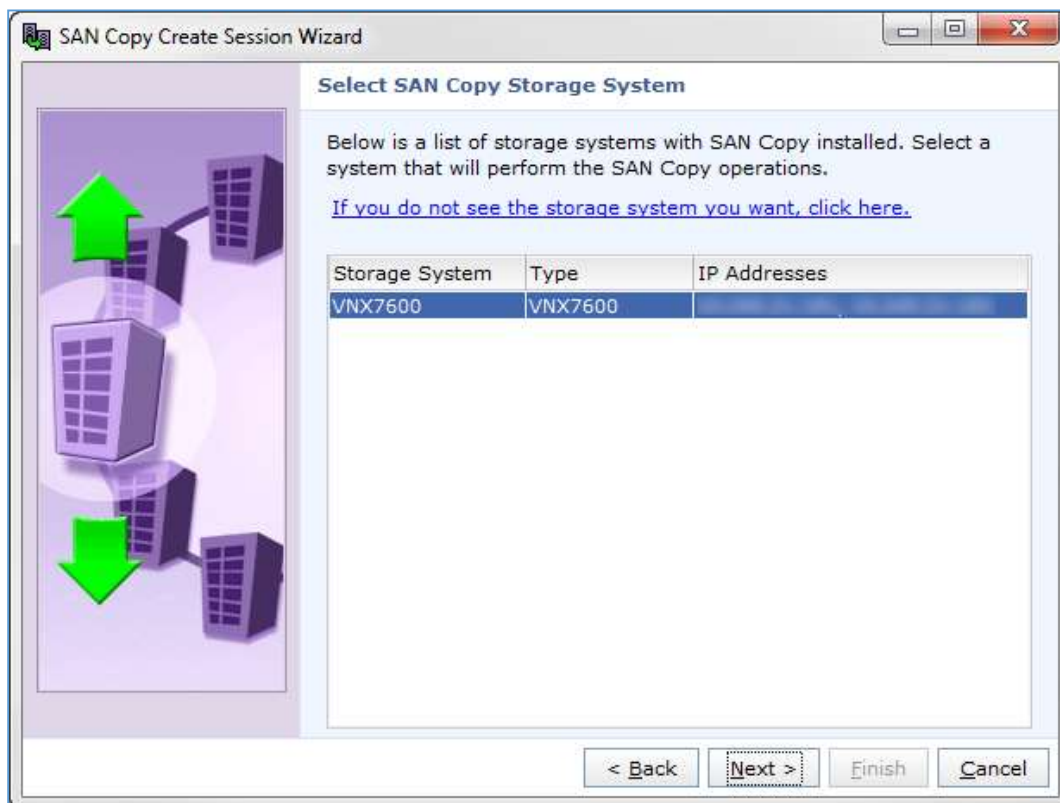 SAN Copy Create Session Wizard
Select SAN Copy Storage System
Below is a list of storage systems with SAN Copy installed. Select a
system that will perform the SAN Copy operations.
If you do not see the storage system you want, click here.
Storage System Type IP Addresses
VNX7600 VNX7600
< Back Next > Finish Cancel